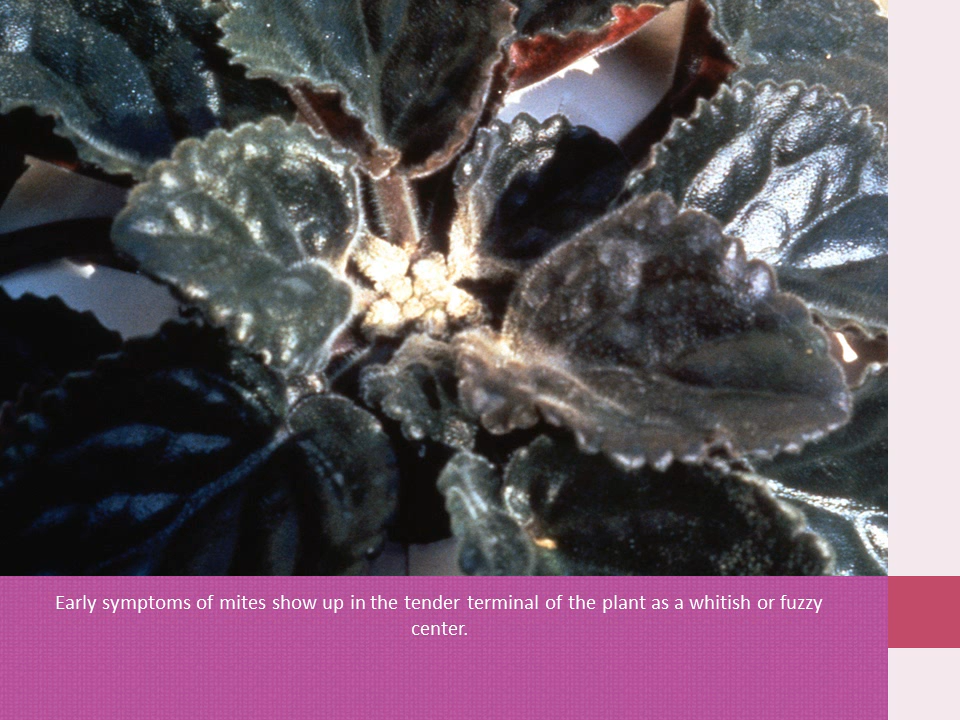 Early symptoms of mites show up in the tender terminal of the plant as a whitish or fuzzy
center.